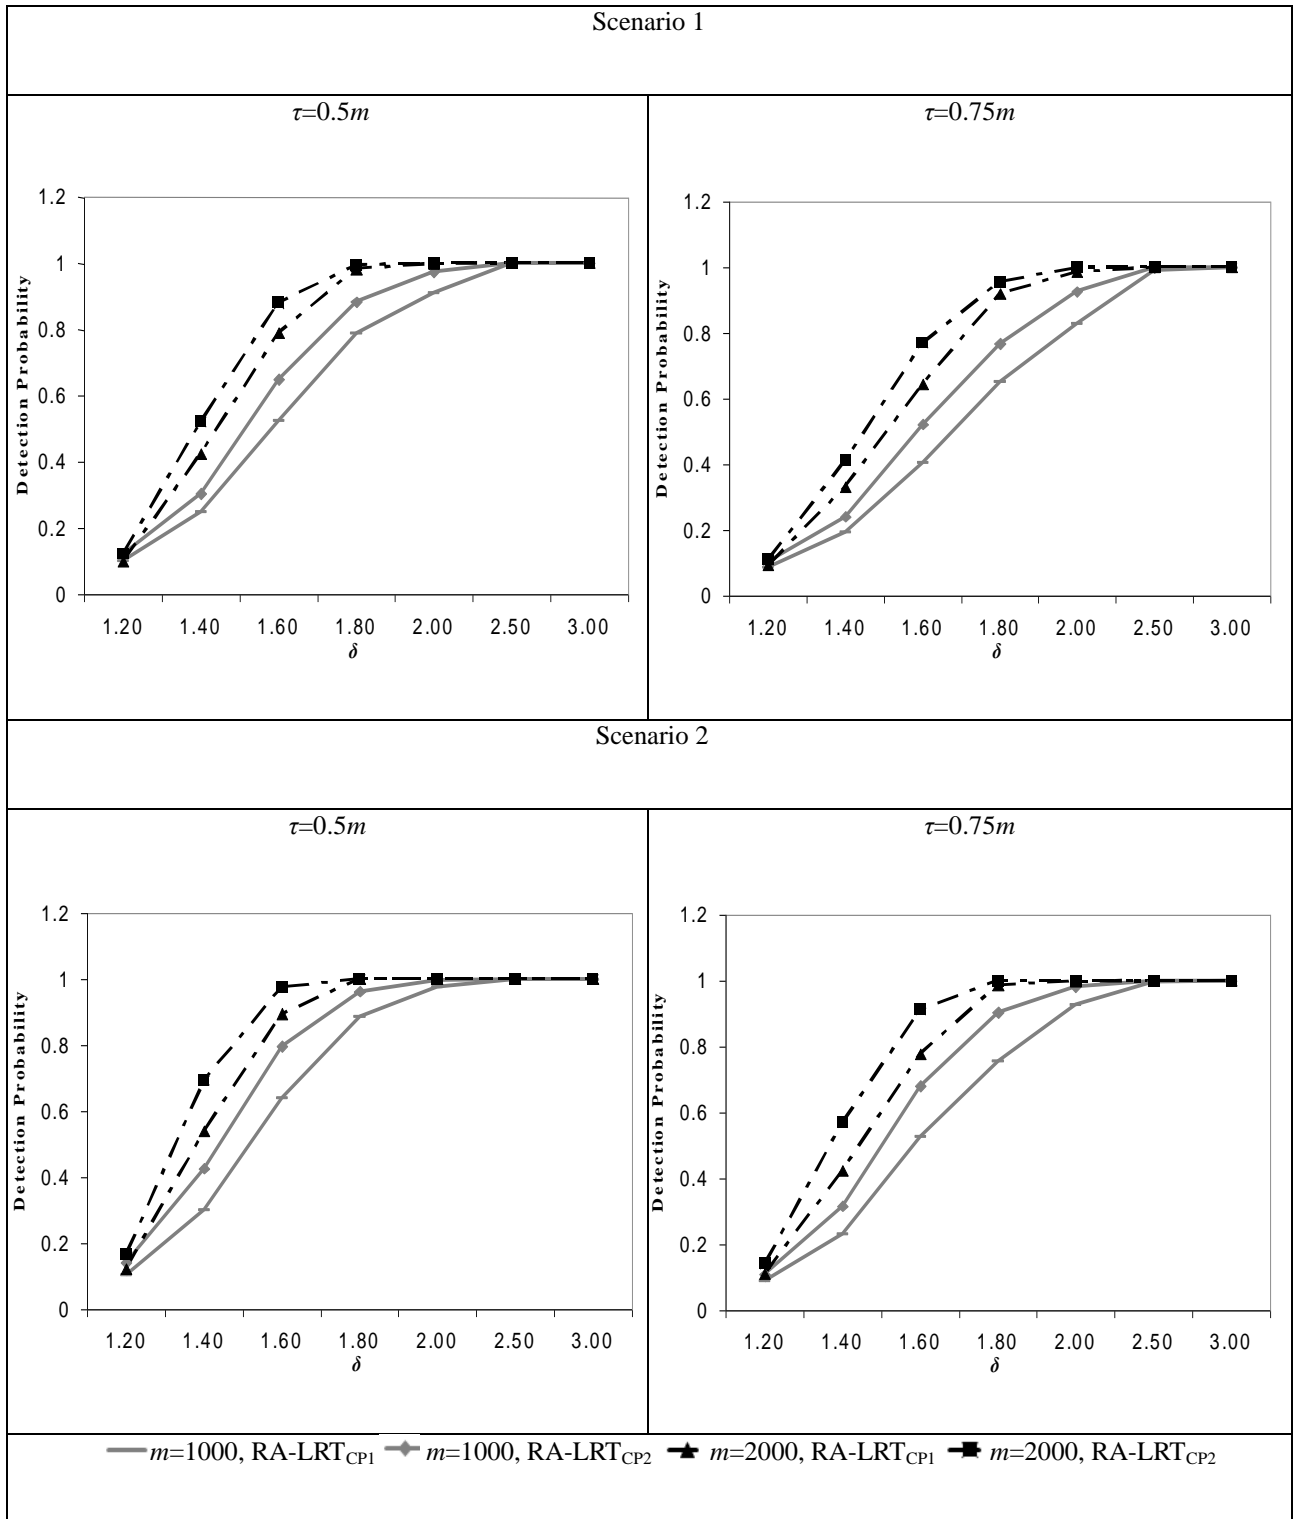 Scenario 1
τ=0.5m
τ=0.75m
Detection Probability
1.2
1
0.8
0.6
0.4
0.2
0
1.20 1.40 1.60 1.80 2.00 2.50 3.00
δ
Detection Probability
1.2
1
0.8
0.6
0.4
0.2
0
1.20 1.40 1.60 1.80 2.00 2.50 3.00
δ
Scenario 2
τ=0.5m
τ=0.75m
Detection Probability
1.2
1
0.8
0.6
0.4
0.2
0
1.20 1.40 1.60 1.80 2.00 2.50 3.00
δ
Detection Probability
1.2
1
0.8
0.6
0.4
0.2
0
1.20 1.40 1.60 1.80 2.00 2.50 3.00
δ
m=1000, RA-LRTCP1 m=1000, RA-LRTCP2 m=2000, RA-LRTCP1 m=2000, RA-LRTCP2